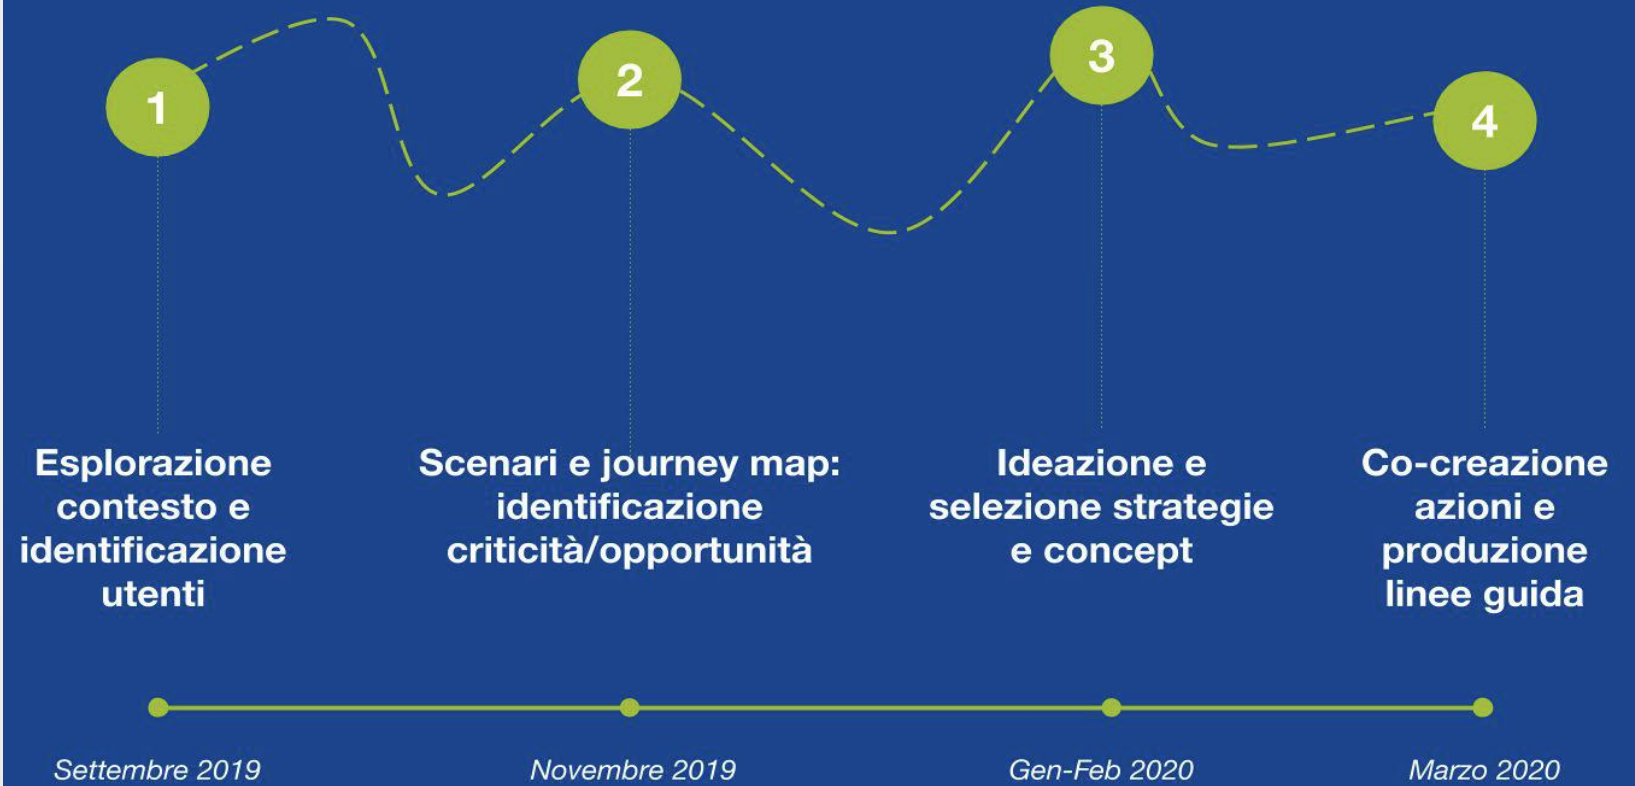 1
2
3
4
Esplorazione
contesto e
identificazione
utenti
Scenari e journey map:
identificazione
criticità/opportunità
Ideazione e
selezione strategie
e concept
Co-creazione
azioni e
produzione
linee guida
Settembre 2019
Novembre 2019
Gen-Feb 2020
Marzo 2020